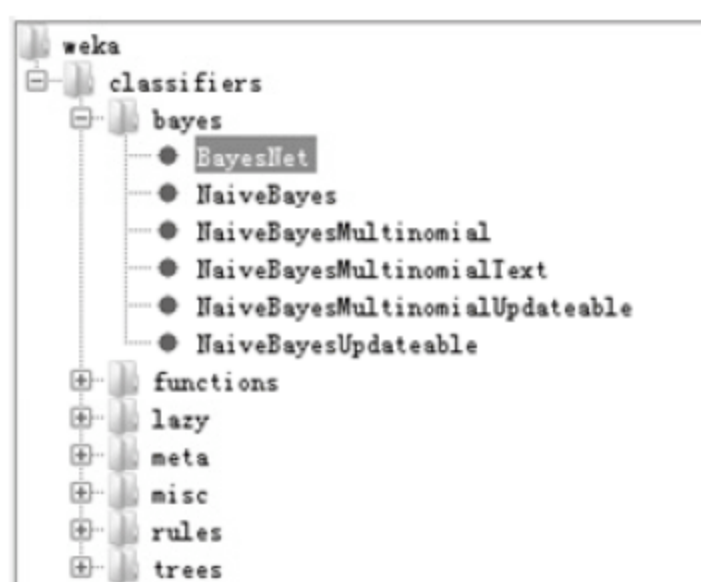 weka
classifiers
bayes
BayesNet
NaiveBayes
NaiveBayesMultinomial
NaiveBayesMultinomialText
NaiveBayesMultinomialUpdateable
NaiveBayesUpdateable
functions
lazy
meta
misc
rules
trees